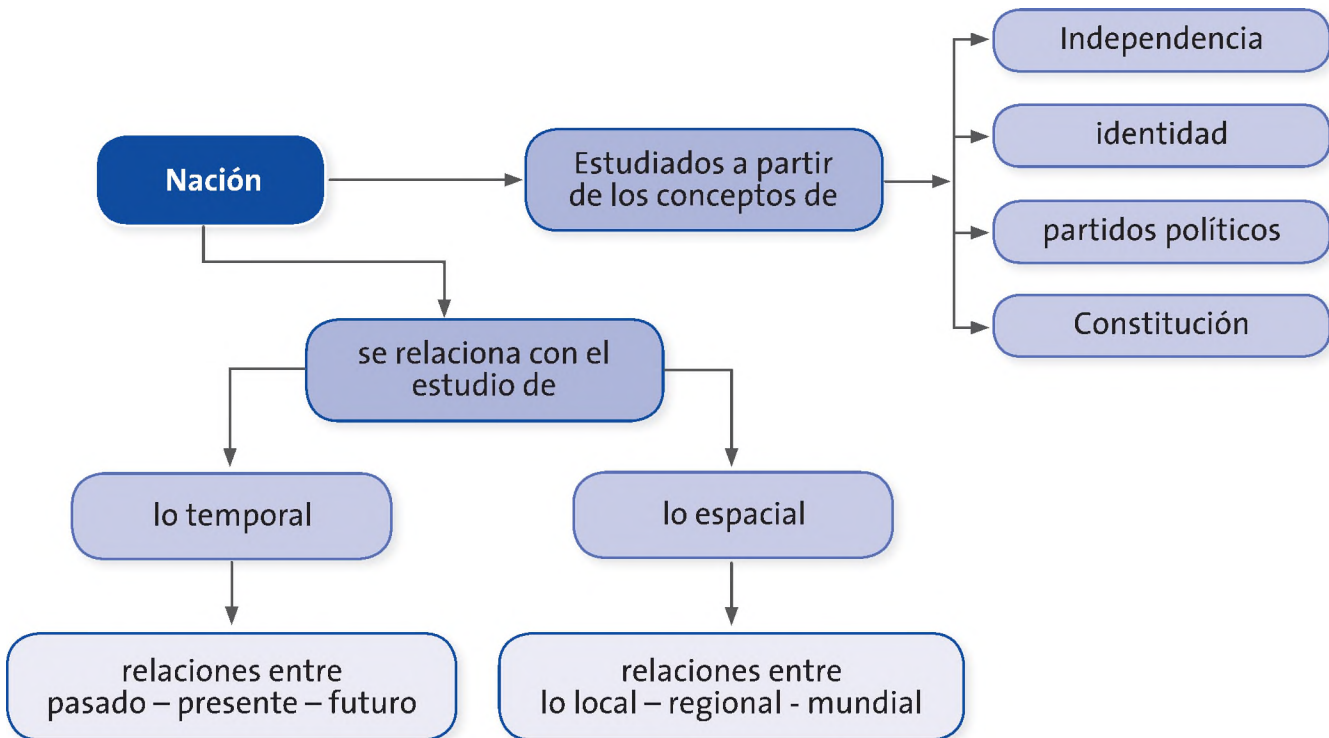 Independencia
identidad
Nación
Estudiados a partir
de los conceptos de
partidos políticos
Constitución
se relaciona con el
estudio de
lo temporal
lo espacial
relaciones entre
pasado – presente – futuro
relaciones entre
lo local – regional - mundial